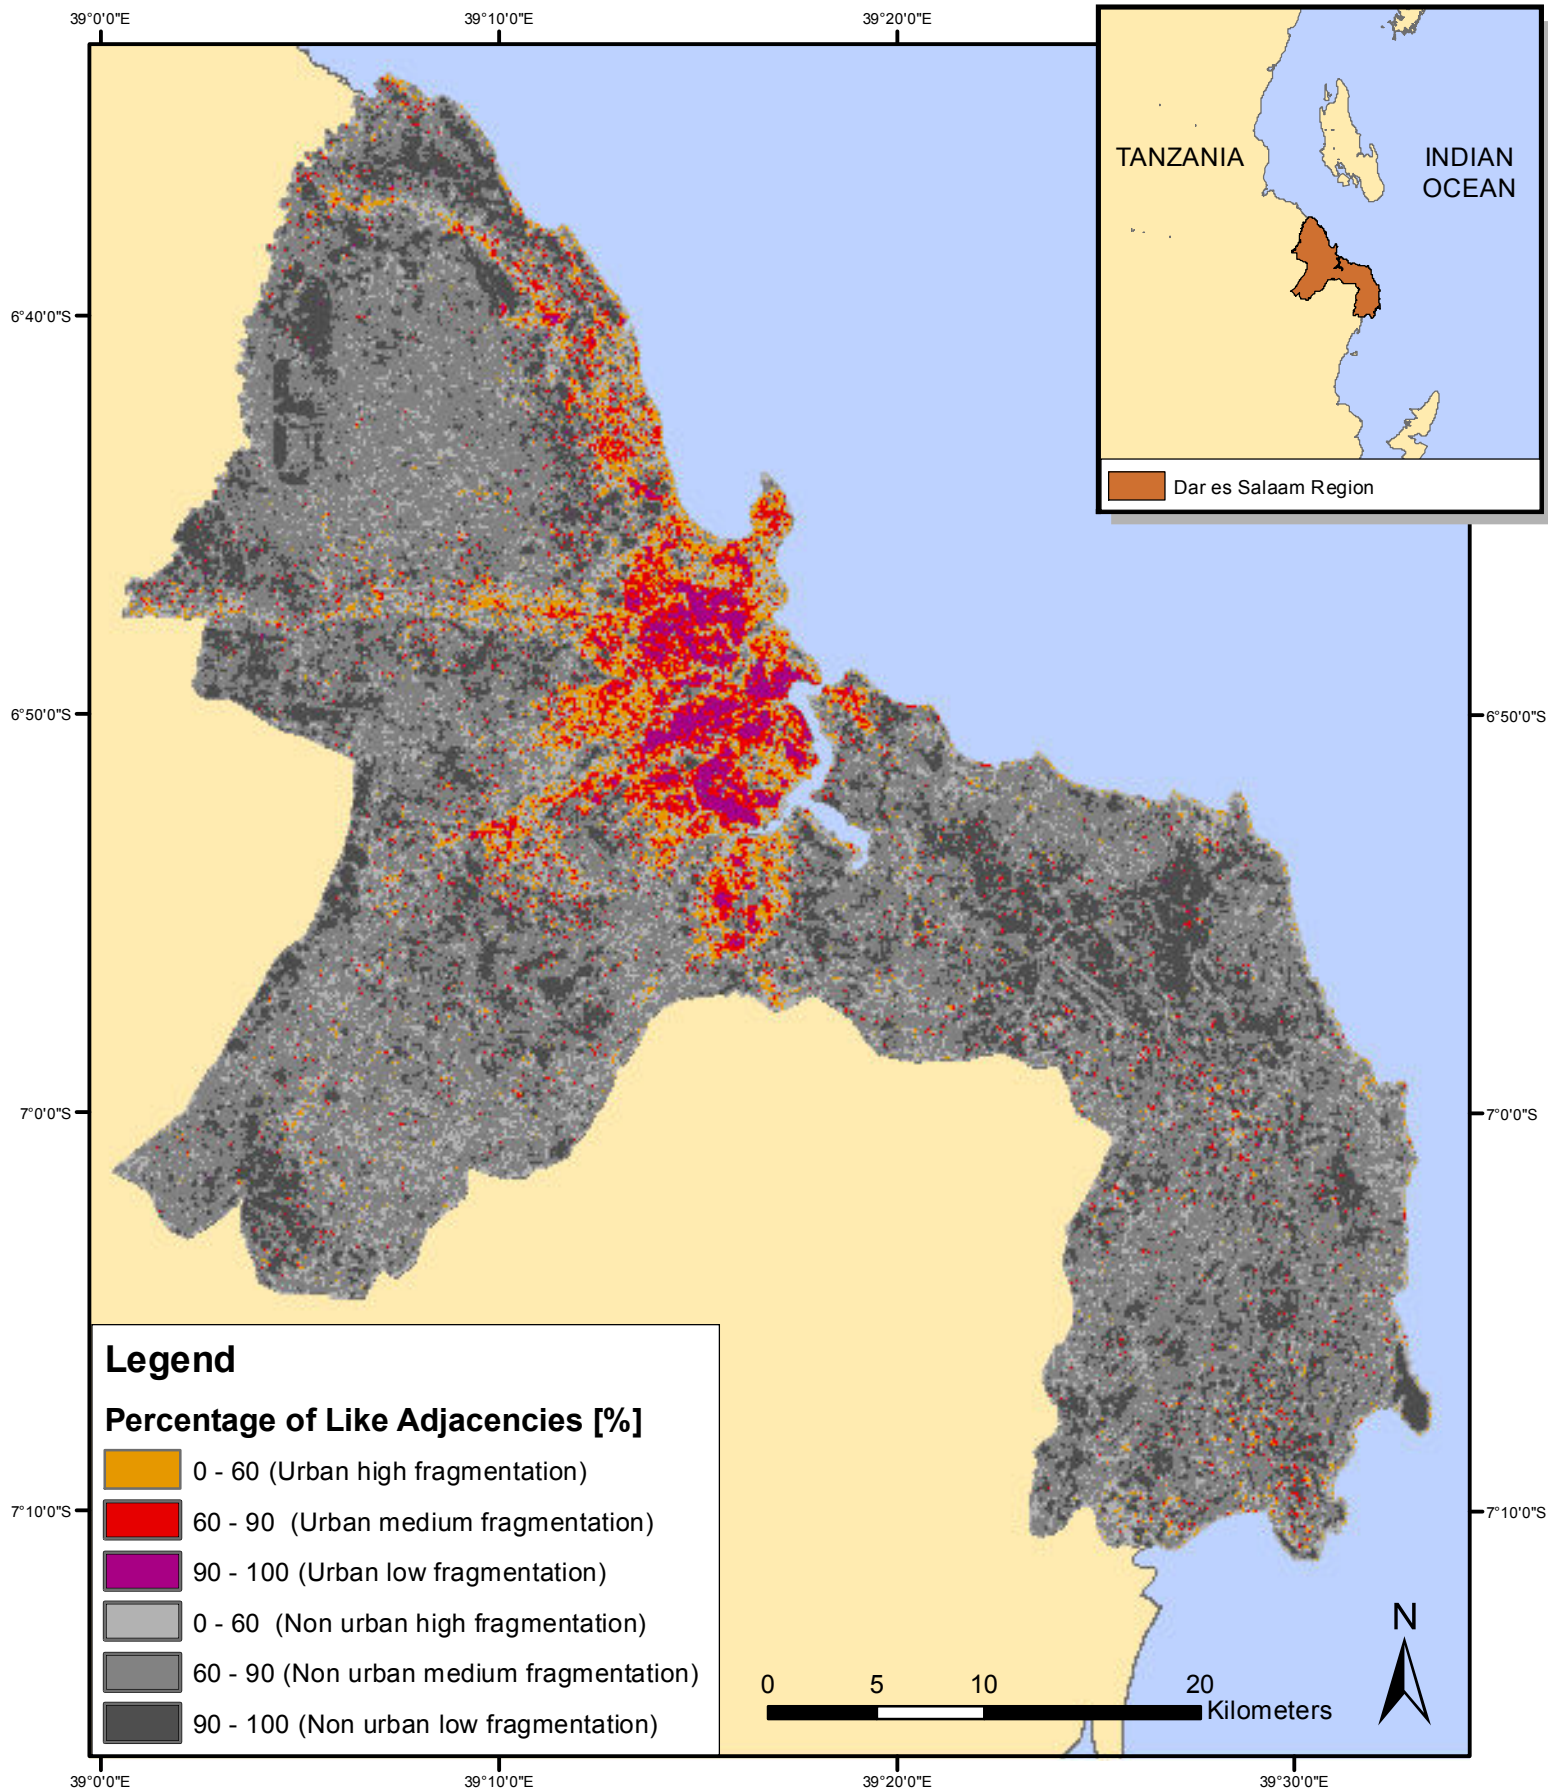 39°0'0"E
39°10'0"E
39°20'0"E
TANZANIA
INDIAN
OCEAN
Dar es Salaam Region
6°40'0"S
6°50'0"S
6°50'0"S
7°0'0"S
7°0'0"S
7°10'0"S
7°10'0"S
Legend
Percentage of Like Adjacencies [%]
0 - 60 (Urban high fragmentation)
60 - 90 (Urban medium fragmentation)
90 - 100 (Urban low fragmentation)
0 - 60 (Non urban high fragmentation)
60 - 90 (Non urban medium fragmentation)
90 - 100 (Non urban low fragmentation)
0 5 10 20
Kilometers
N
39°0'0"E
39°10'0"E
39°20'0"E
39°30'0"E